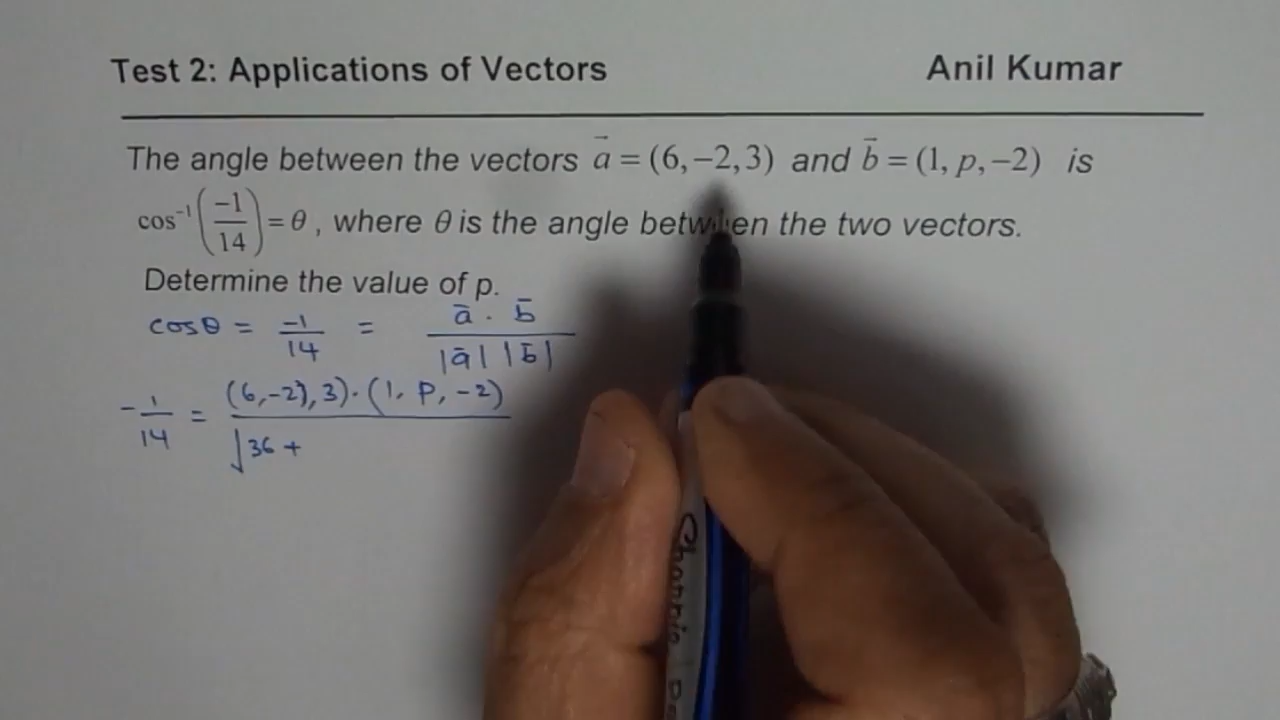 Test 2: Applications of Vectors Anil Kumar
The angle between the vectors a⃗ = (6, −2, 3) and b⃗ = (1, p, −2) is
cos⁻¹(−1/14) = θ, where θ is the angle between the two vectors.
Determine the value of p.
cosθ = −1/14 = a̅ · b̅ / |a̅| |b̅|
−1/14 = (6, −2), 3) · (1, P, −2) / √36 +